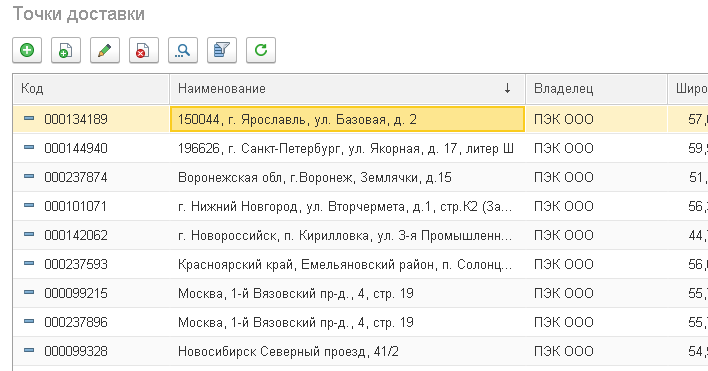 Точки доставки
Код Наименование ↓ Владелец Широ
000134189 150044, г. Ярославль, ул. Базовая, д. 2 ПЭК ООО 57,
000144940 196626, г. Санкт-Петербург, ул. Якорная, д. 17, литер Ш ПЭК ООО 59,
000237874 Воронежская обл, г.Воронеж, Землячки, д.15 ПЭК ООО 51,
000101071 г. Нижний Новгород, ул. Вторчермета, д.1, стр.К2 (За... ПЭК ООО 56,
000142062 г. Новороссийск, п. Кирилловка, ул. 3-я Промышленн... ПЭК ООО 44,
000237593 Красноярский край, Емельяновский район, п. Солонц... ПЭК ООО 56,
000099215 Москва, 1-й Вязовский пр-д., 4, стр. 19 ПЭК ООО 55,
000237896 Москва, 1-й Вязовский пр-д., 4, стр. 19 ПЭК ООО 55,
000099328 Новосибирск Северный проезд, 41/2 ПЭК ООО 54,